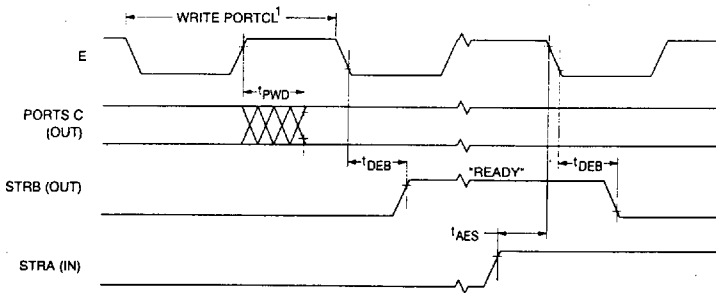 WRITE PORTCL1
E
tPWD
PORTS C
(OUT)
tDEB
"READY"
tDEB
STRB (OUT)
tAES
STRA (IN)